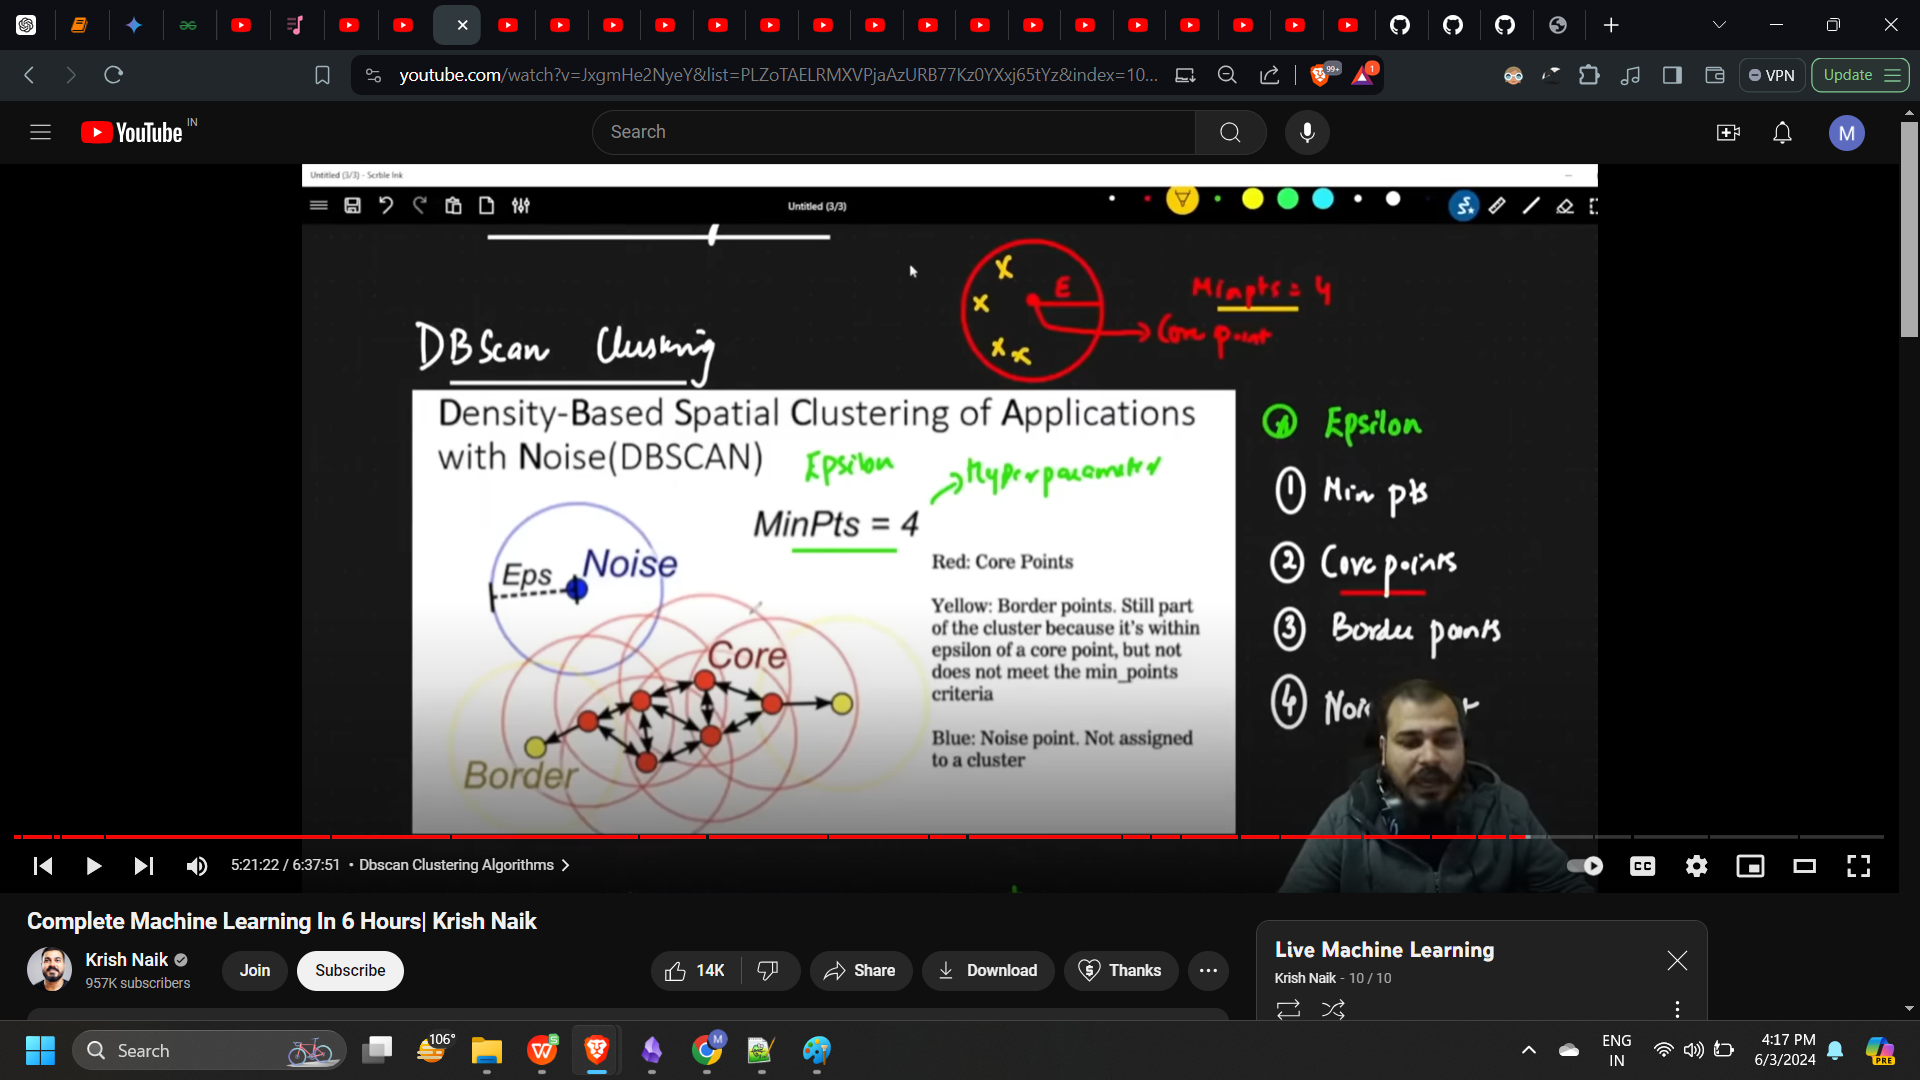 youtube.com/watch?v=JxgmHe2NyeY&list=PLZoTAELRMXVPjaAzURB77Kz0YXxj65tYz&index=10...
99+
1
VPN
Update
YouTube IN
Search
M
Untitled (3/3) - Scrble Ink
Untitled (3/3)
E
Minpts = 4
Core point
DBScan Clustering
Density-Based Spatial Clustering of Applications
with Noise(DBSCAN)
Epsilon
Hyperparameter
MinPts = 4
Eps
Noise
Core
Border
Red: Core Points
Yellow: Border points. Still part
of the cluster because it's within
epsilon of a core point, but not
does not meet the min_points
criteria
Blue: Noise point. Not assigned
to a cluster
Epsilon
1 Min pts
2 Core points
3 Border points
4
5:21:22 / 6:37:51 • Dbscan Clustering Algorithms
CC
Complete Machine Learning In 6 Hours| Krish Naik
Krish Naik
957K subscribers
Join
Subscribe
14K
Share
Download
Thanks
Live Machine Learning
Krish Naik - 10 / 10
Search
106°
M
ENG
IN
4:17 PM
6/3/2024
PRE